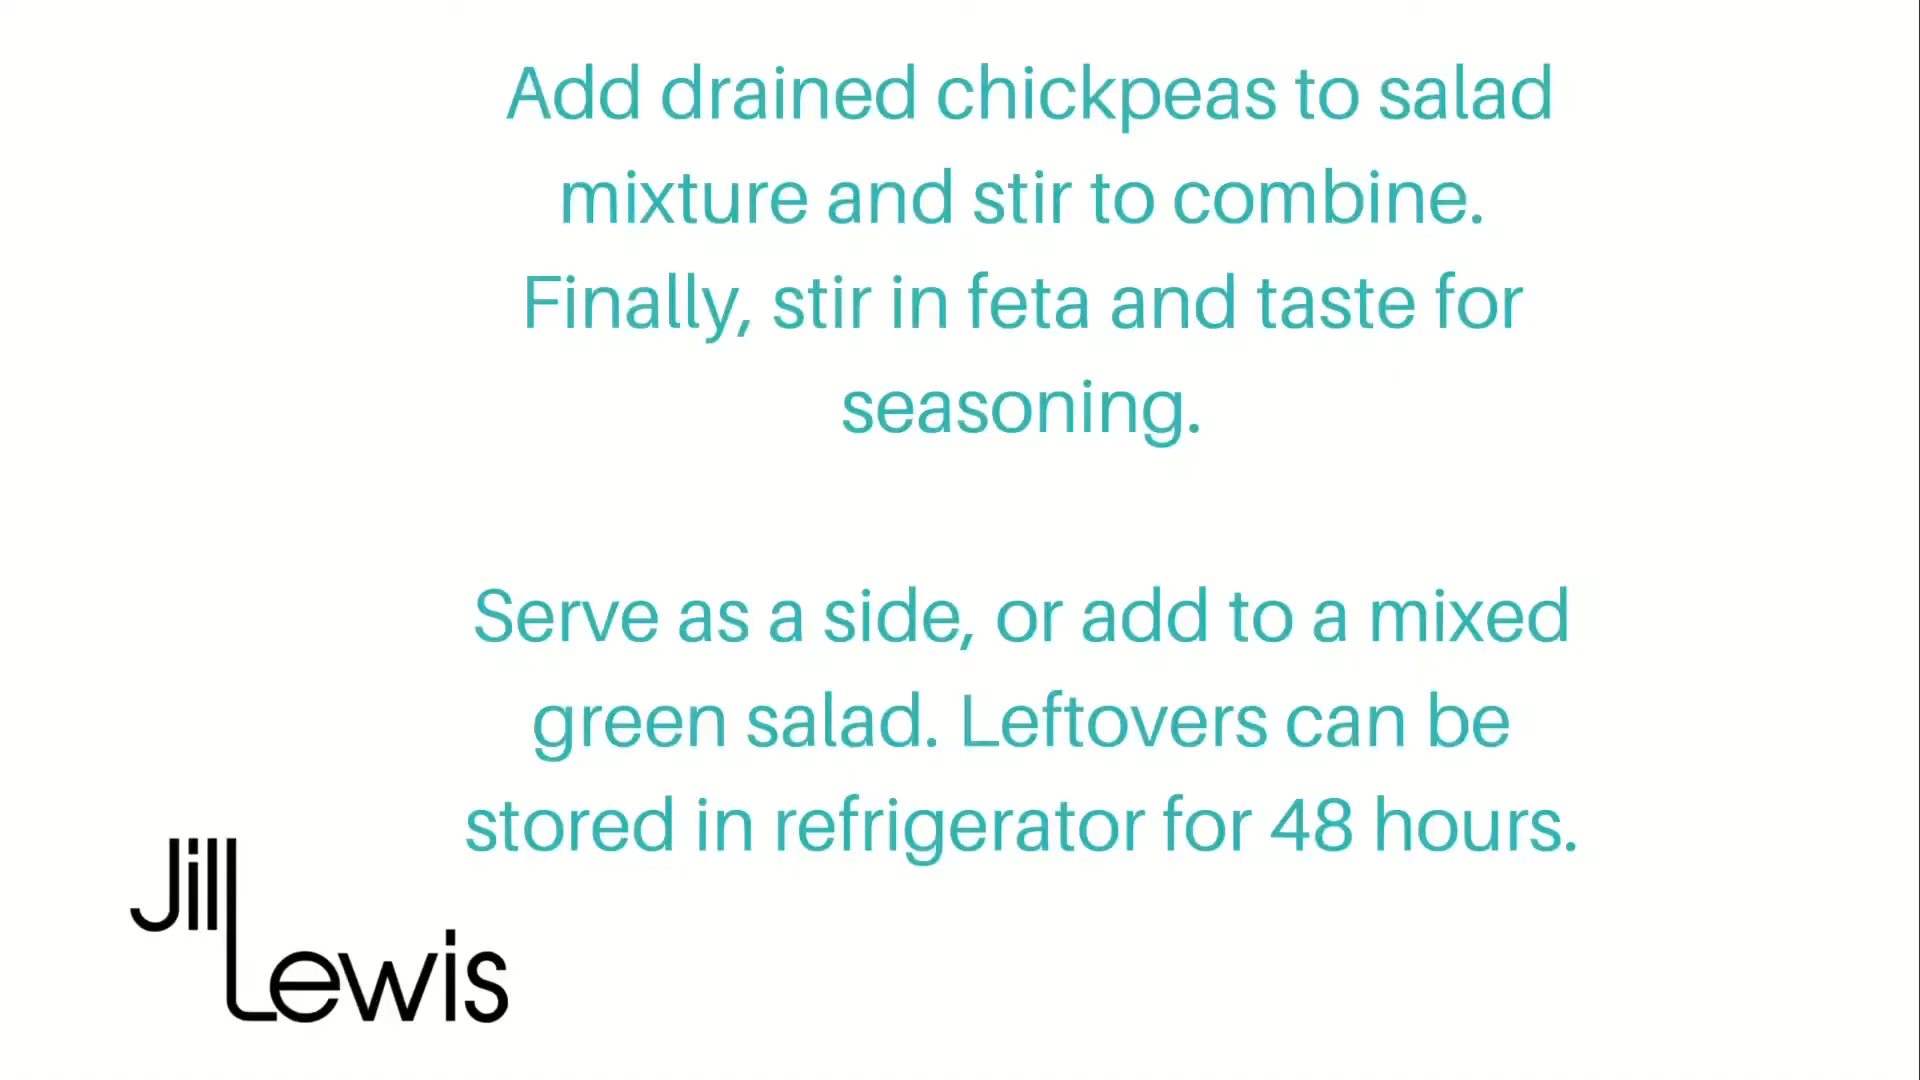 Add drained chickpeas to salad
mixture and stir to combine.
Finally, stir in feta and taste for
seasoning.
Serve as a side, or add to a mixed
green salad. Leftovers can be
stored in refrigerator for 48 hours.
Jill
Lewis